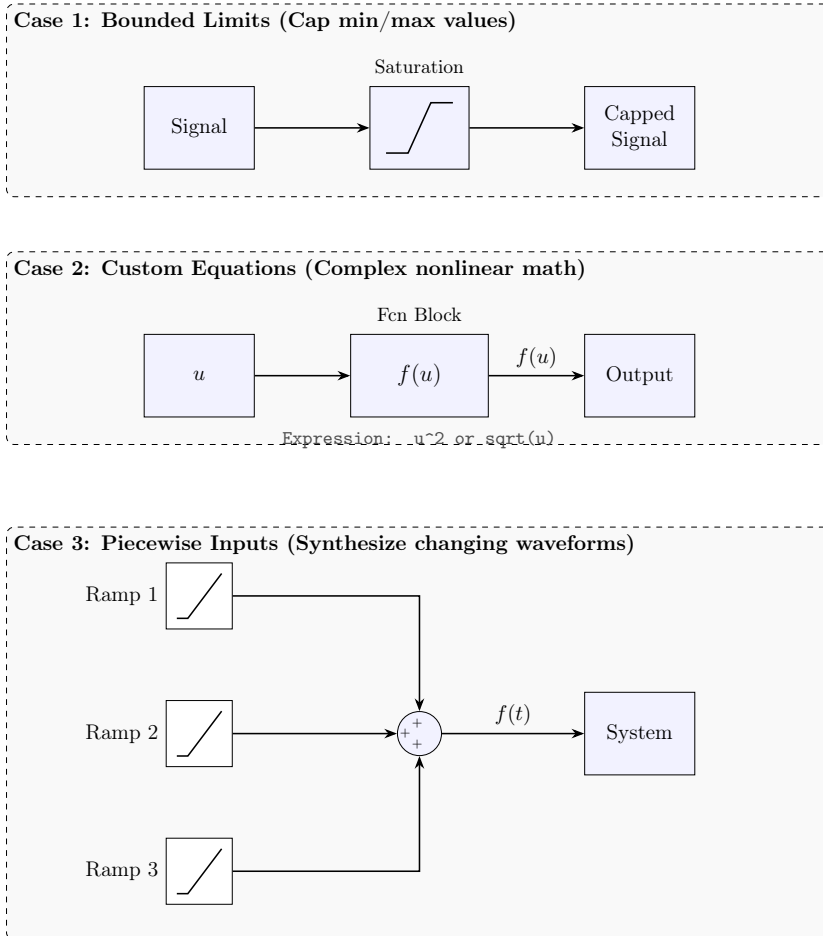 Case 1: Bounded Limits (Cap min/max values)
Saturation
Signal
Capped
Signal
Case 2: Custom Equations (Complex nonlinear math)
Fcn Block
u
f(u)
f(u)
Output
Expression: u^2 or sqrt(u)
Case 3: Piecewise Inputs (Synthesize changing waveforms)
Ramp 1
Ramp 2
+
+
+
f(t)
System
Ramp 3